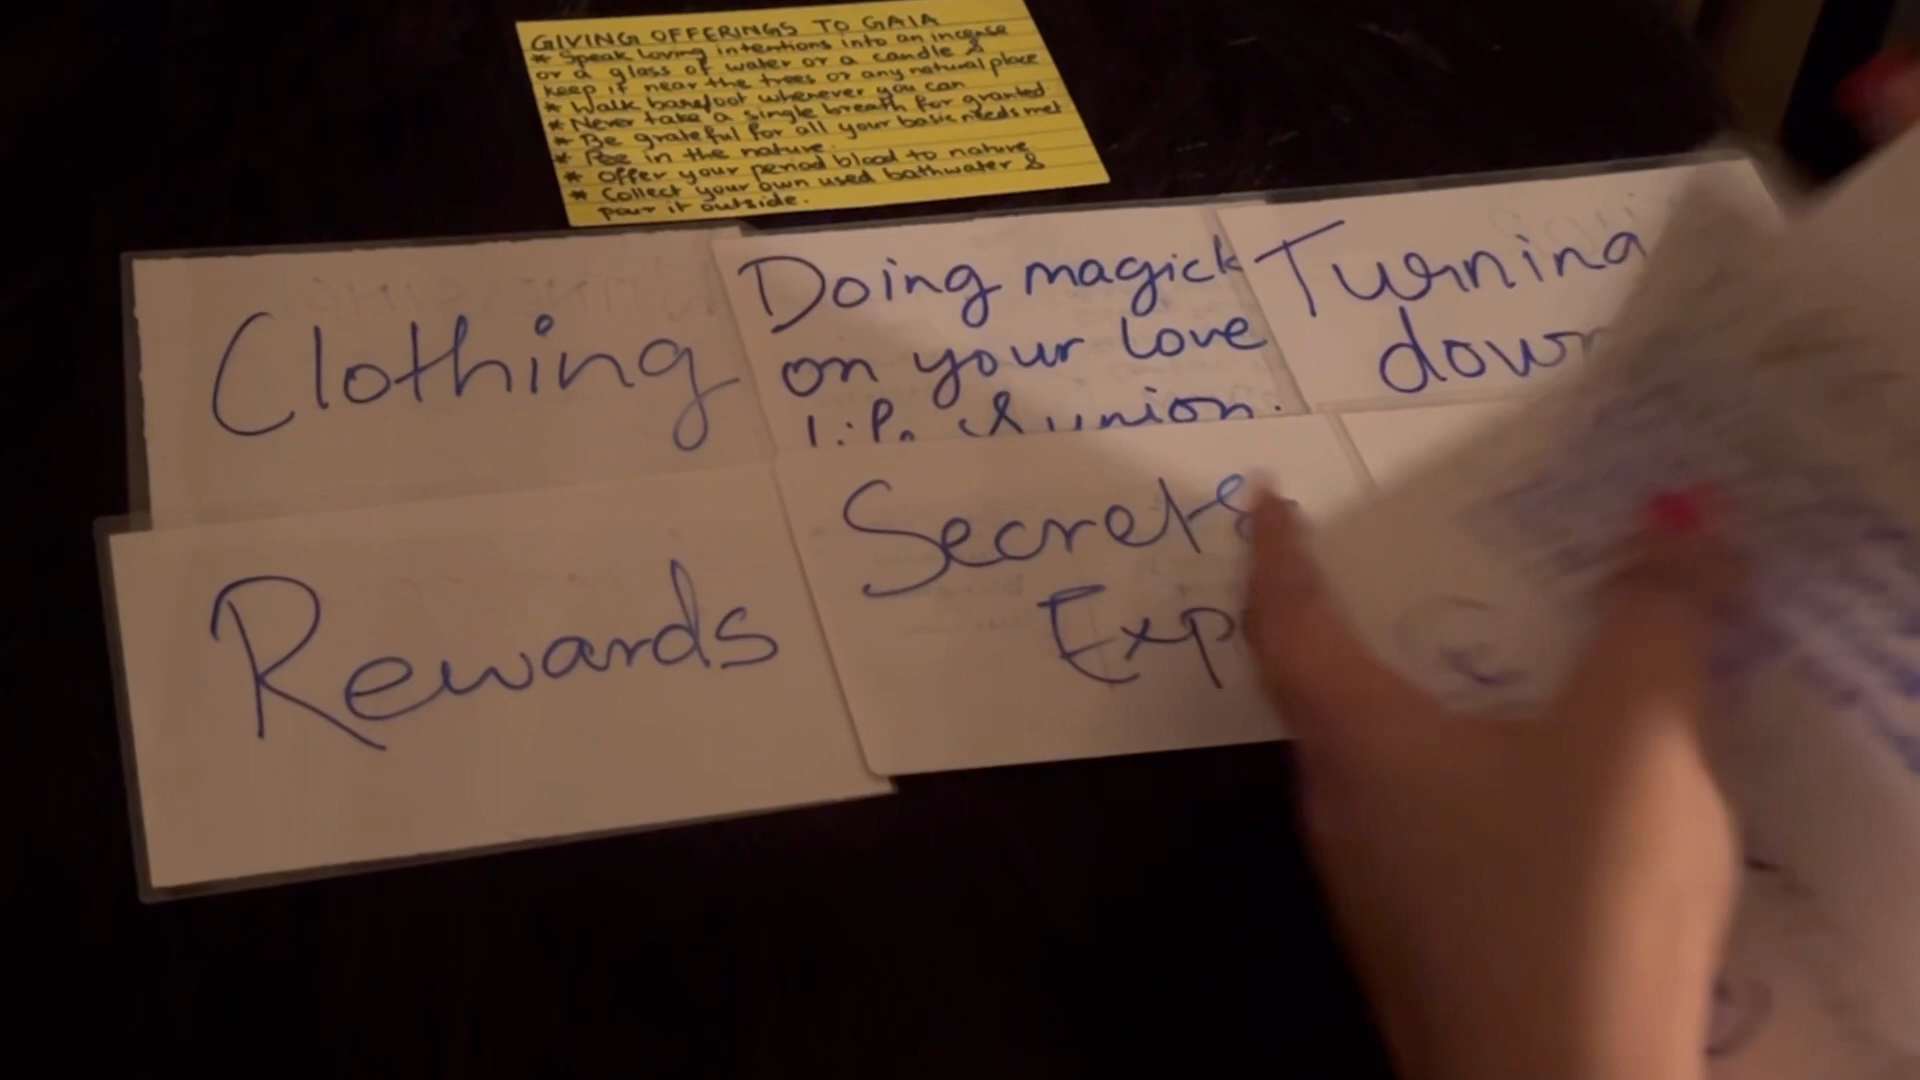 GIVING OFFERINGS TO GAIA
* Speak loving intentions into an incense
or a glass of water or a candle &
keep it near the trees or any natural place
* Walk barefoot wherever you can
* Never take a single breath for granted
* Be grateful for all your basic needs met
* Pee in the nature.
* Offer your period blood to nature
* Collect your own used bathwater &
pour it outside.
Clothing
Doing magick
on your love
& union.
Turning
down
Rewards
Secrets
Exp